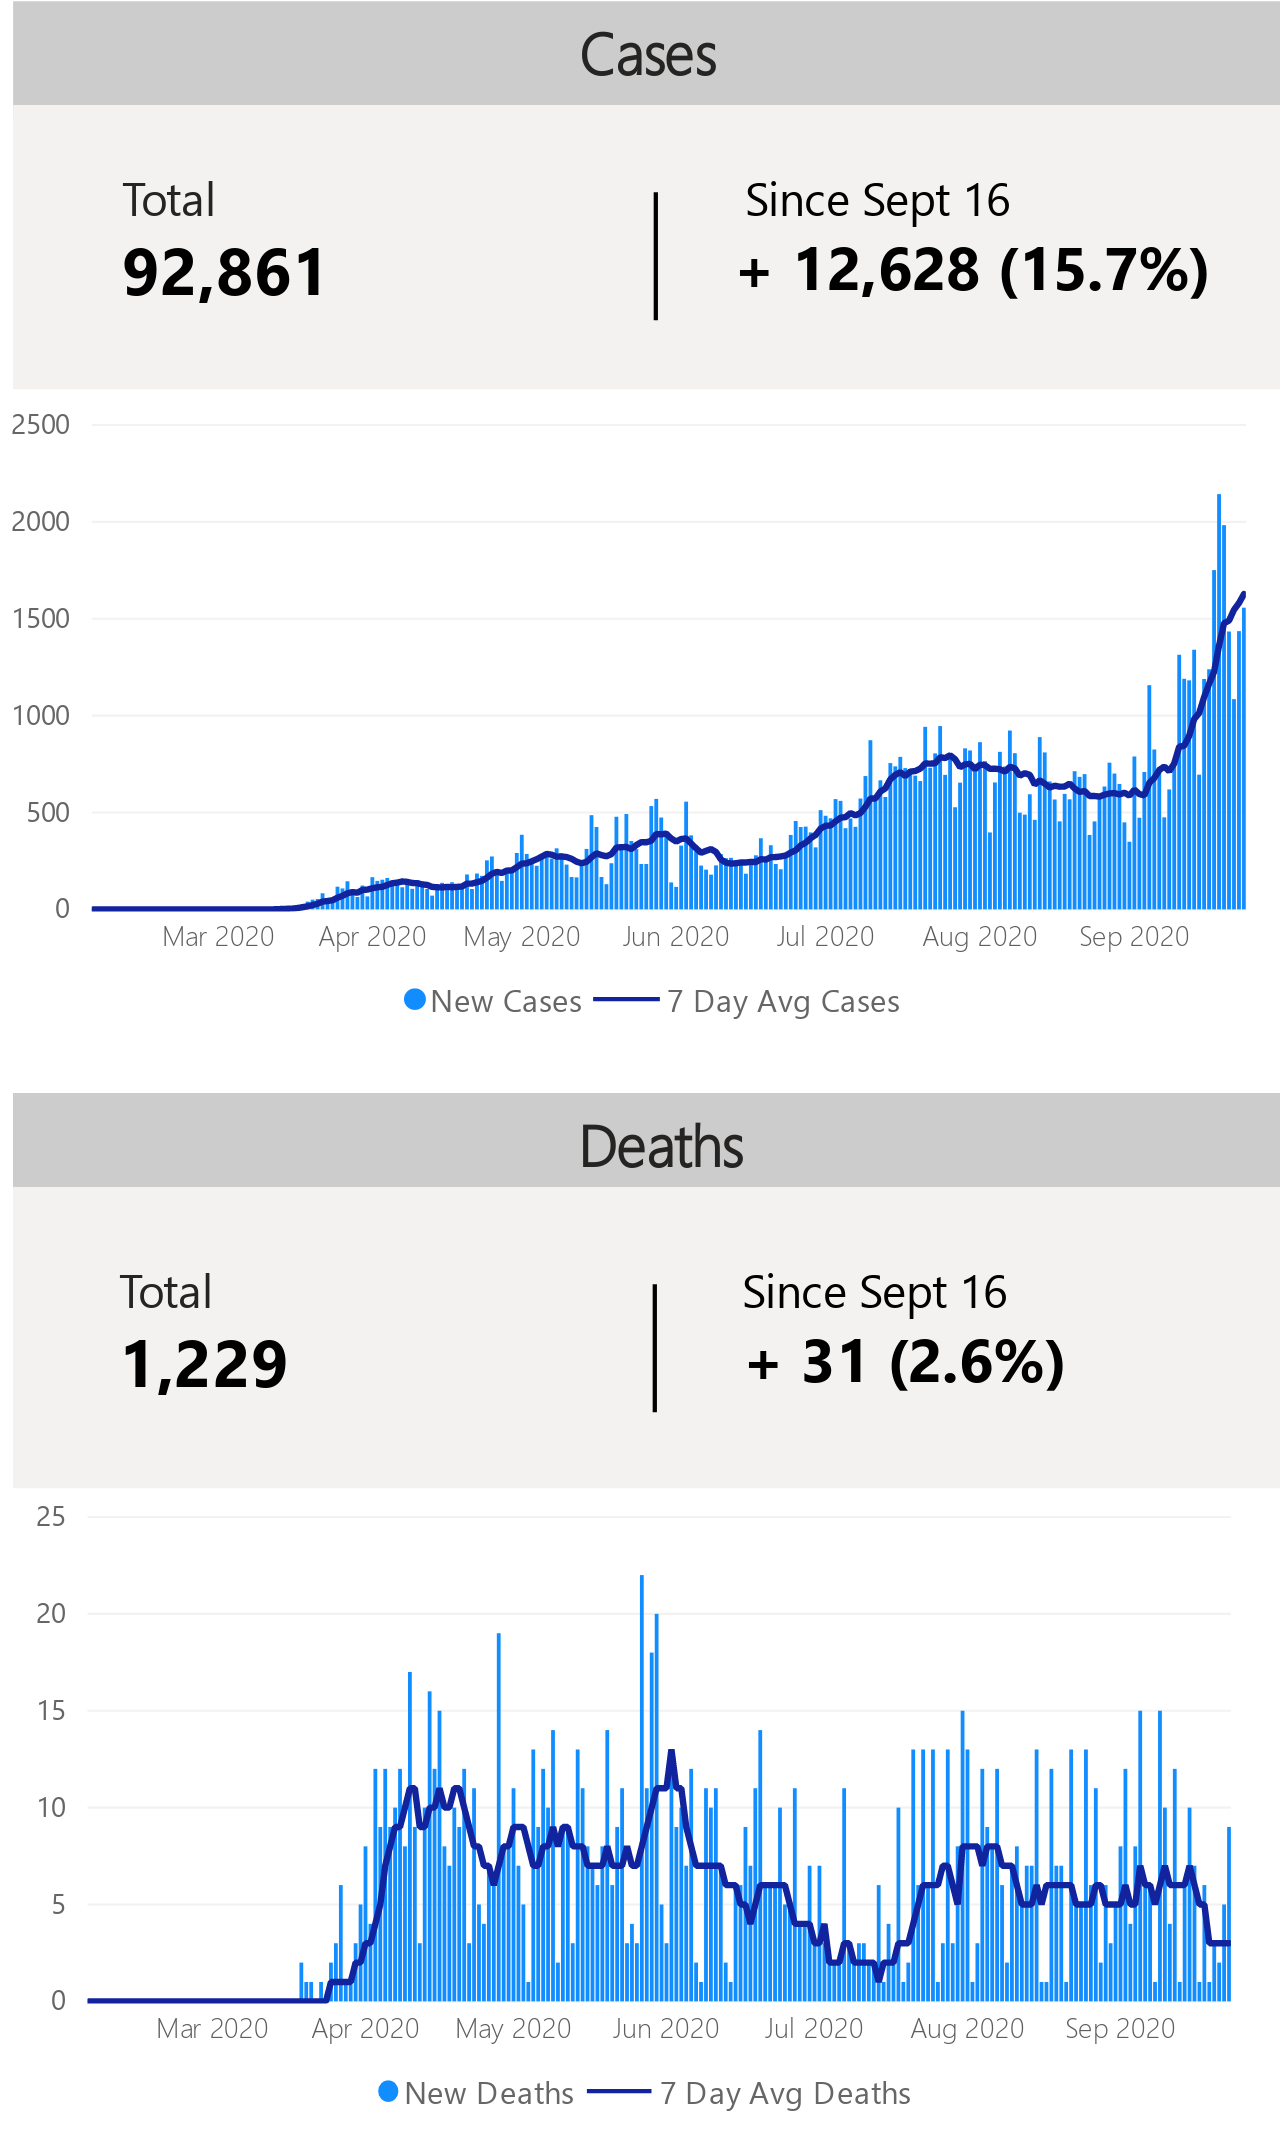 Cases
Total
Since Sept 16
92,861
+ 12,628 (15.7%)
2500
2000
1500
1000
500
0
Mar 2020 Apr 2020 May 2020 Jun 2020 Jul 2020 Aug 2020 Sep 2020
New Cases 7 Day Avg Cases
Deaths
Total
Since Sept 16
1,229
+ 31 (2.6%)
25
20
15
10
5
0
Mar 2020 Apr 2020 May 2020 Jun 2020 Jul 2020 Aug 2020 Sep 2020
New Deaths 7 Day Avg Deaths